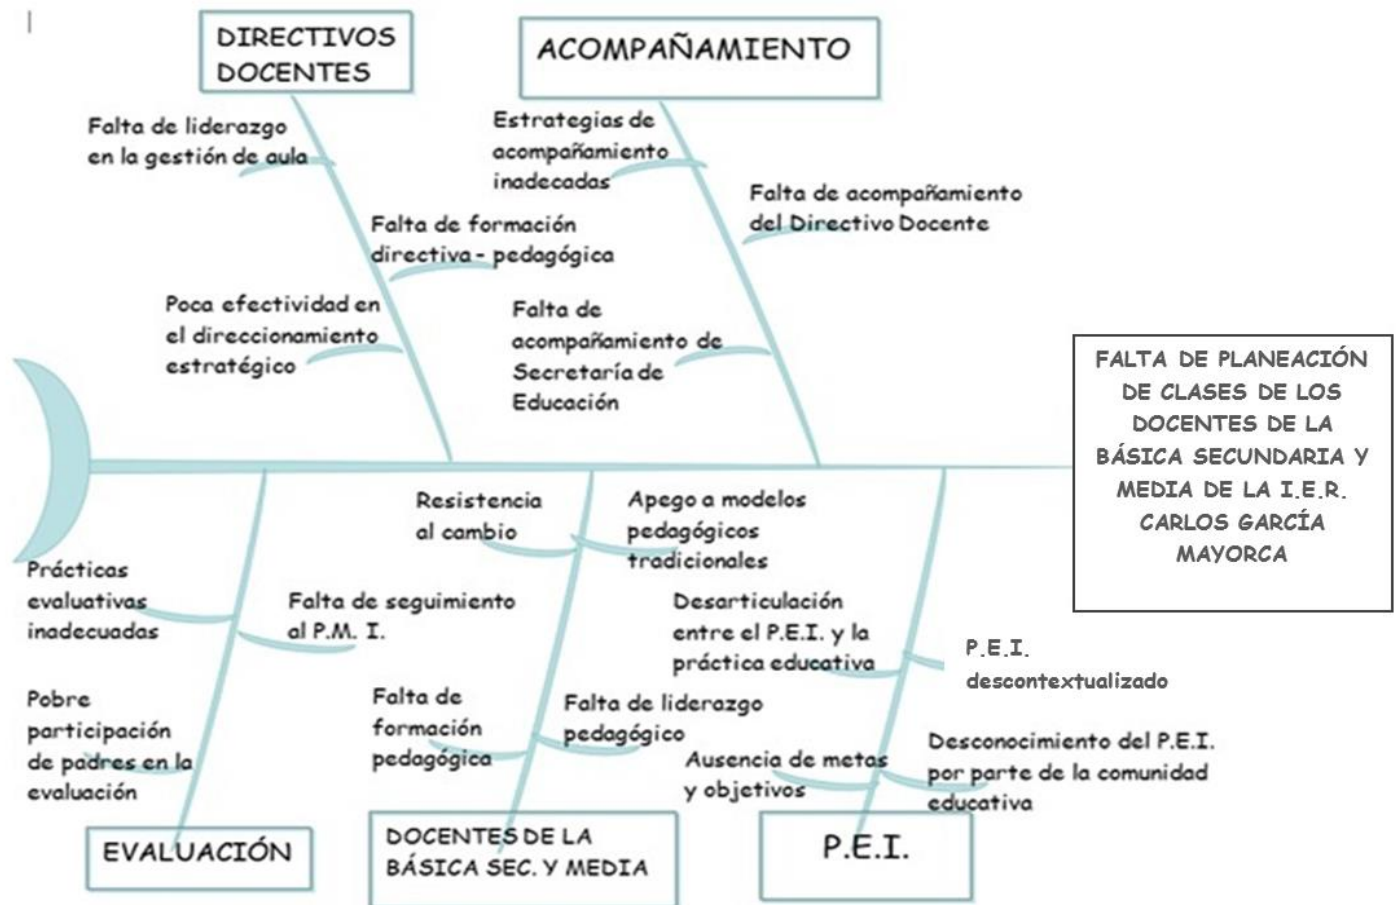 DIRECTIVOS
DOCENTES
ACOMPAÑAMIENTO
Falta de liderazgo
en la gestión de aula
Falta de formación
directiva - pedagógica
Poca efectividad en
el direccionamiento
estratégico
Estrategias de
acompañamiento
inadecadas
Falta de acompañamiento
del Directivo Docente
Falta de
acompañamiento de
Secretaría de
Educación
FALTA DE PLANEACIÓN
DE CLASES DE LOS
DOCENTES DE LA
BÁSICA SECUNDARIA Y
MEDIA DE LA I.E.R.
CARLOS GARCÍA
MAYORCA
Prácticas
evaluativas
inadecuadas
Falta de seguimiento
al P.M. I.
Pobre
participación
de padres en la
evaluación
EVALUACIÓN
Resistencia
al cambio
Apego a modelos
pedagógicos
tradicionales
Falta de
formación
pedagógica
Falta de liderazgo
pedagógico
DOCENTES DE LA
BÁSICA SEC. Y MEDIA
Desarticulación
entre el P.E.I. y la
práctica educativa
P.E.I.
descontextualizado
Ausencia de metas
y objetivos
Desconocimiento del P.E.I.
por parte de la comunidad
educativa
P.E.I.